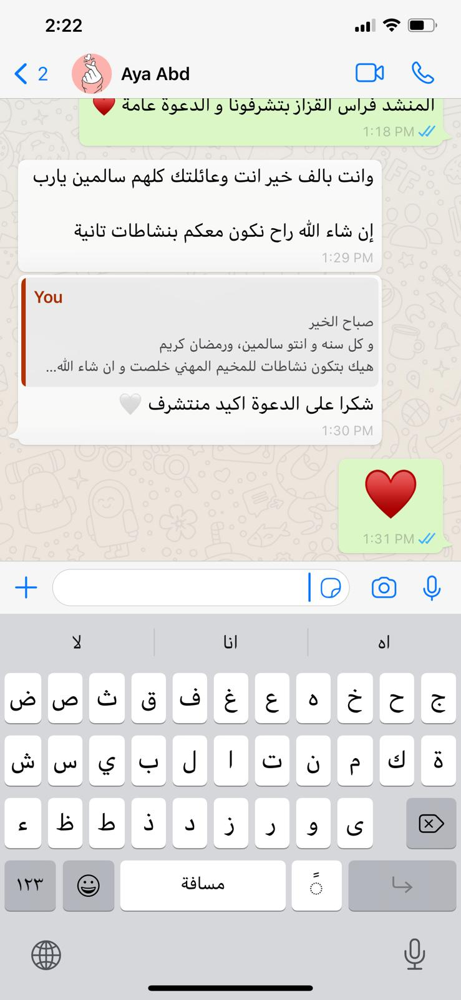 2:22
2
Aya Abd
المنشد فراس القزاز بتشرفونا و الدعوة عامة ♥️
1:18 PM
وانت بالف خير انت وعائلتك كلهم سالمين يارب
إن شاء الله راح نكون معكم بنشاطات تانية
1:29 PM
You
صباح الخير
و كل سنه و انتو سالمين، ورمضان كريم
هيك بتكون نشاطات للمخيم المهني خلصت و ان شاء الله...
شكرا على الدعوة اكيد منتشرف 🤍
1:30 PM
♥️
1:31 PM
لا انا اه
ض ص ث ق ف غ ع ه خ ح ج
ش س ي ب ل ا ت ن م ك ة
ء ظ ط ذ د ز ر و ى
١٢٣ مسافة